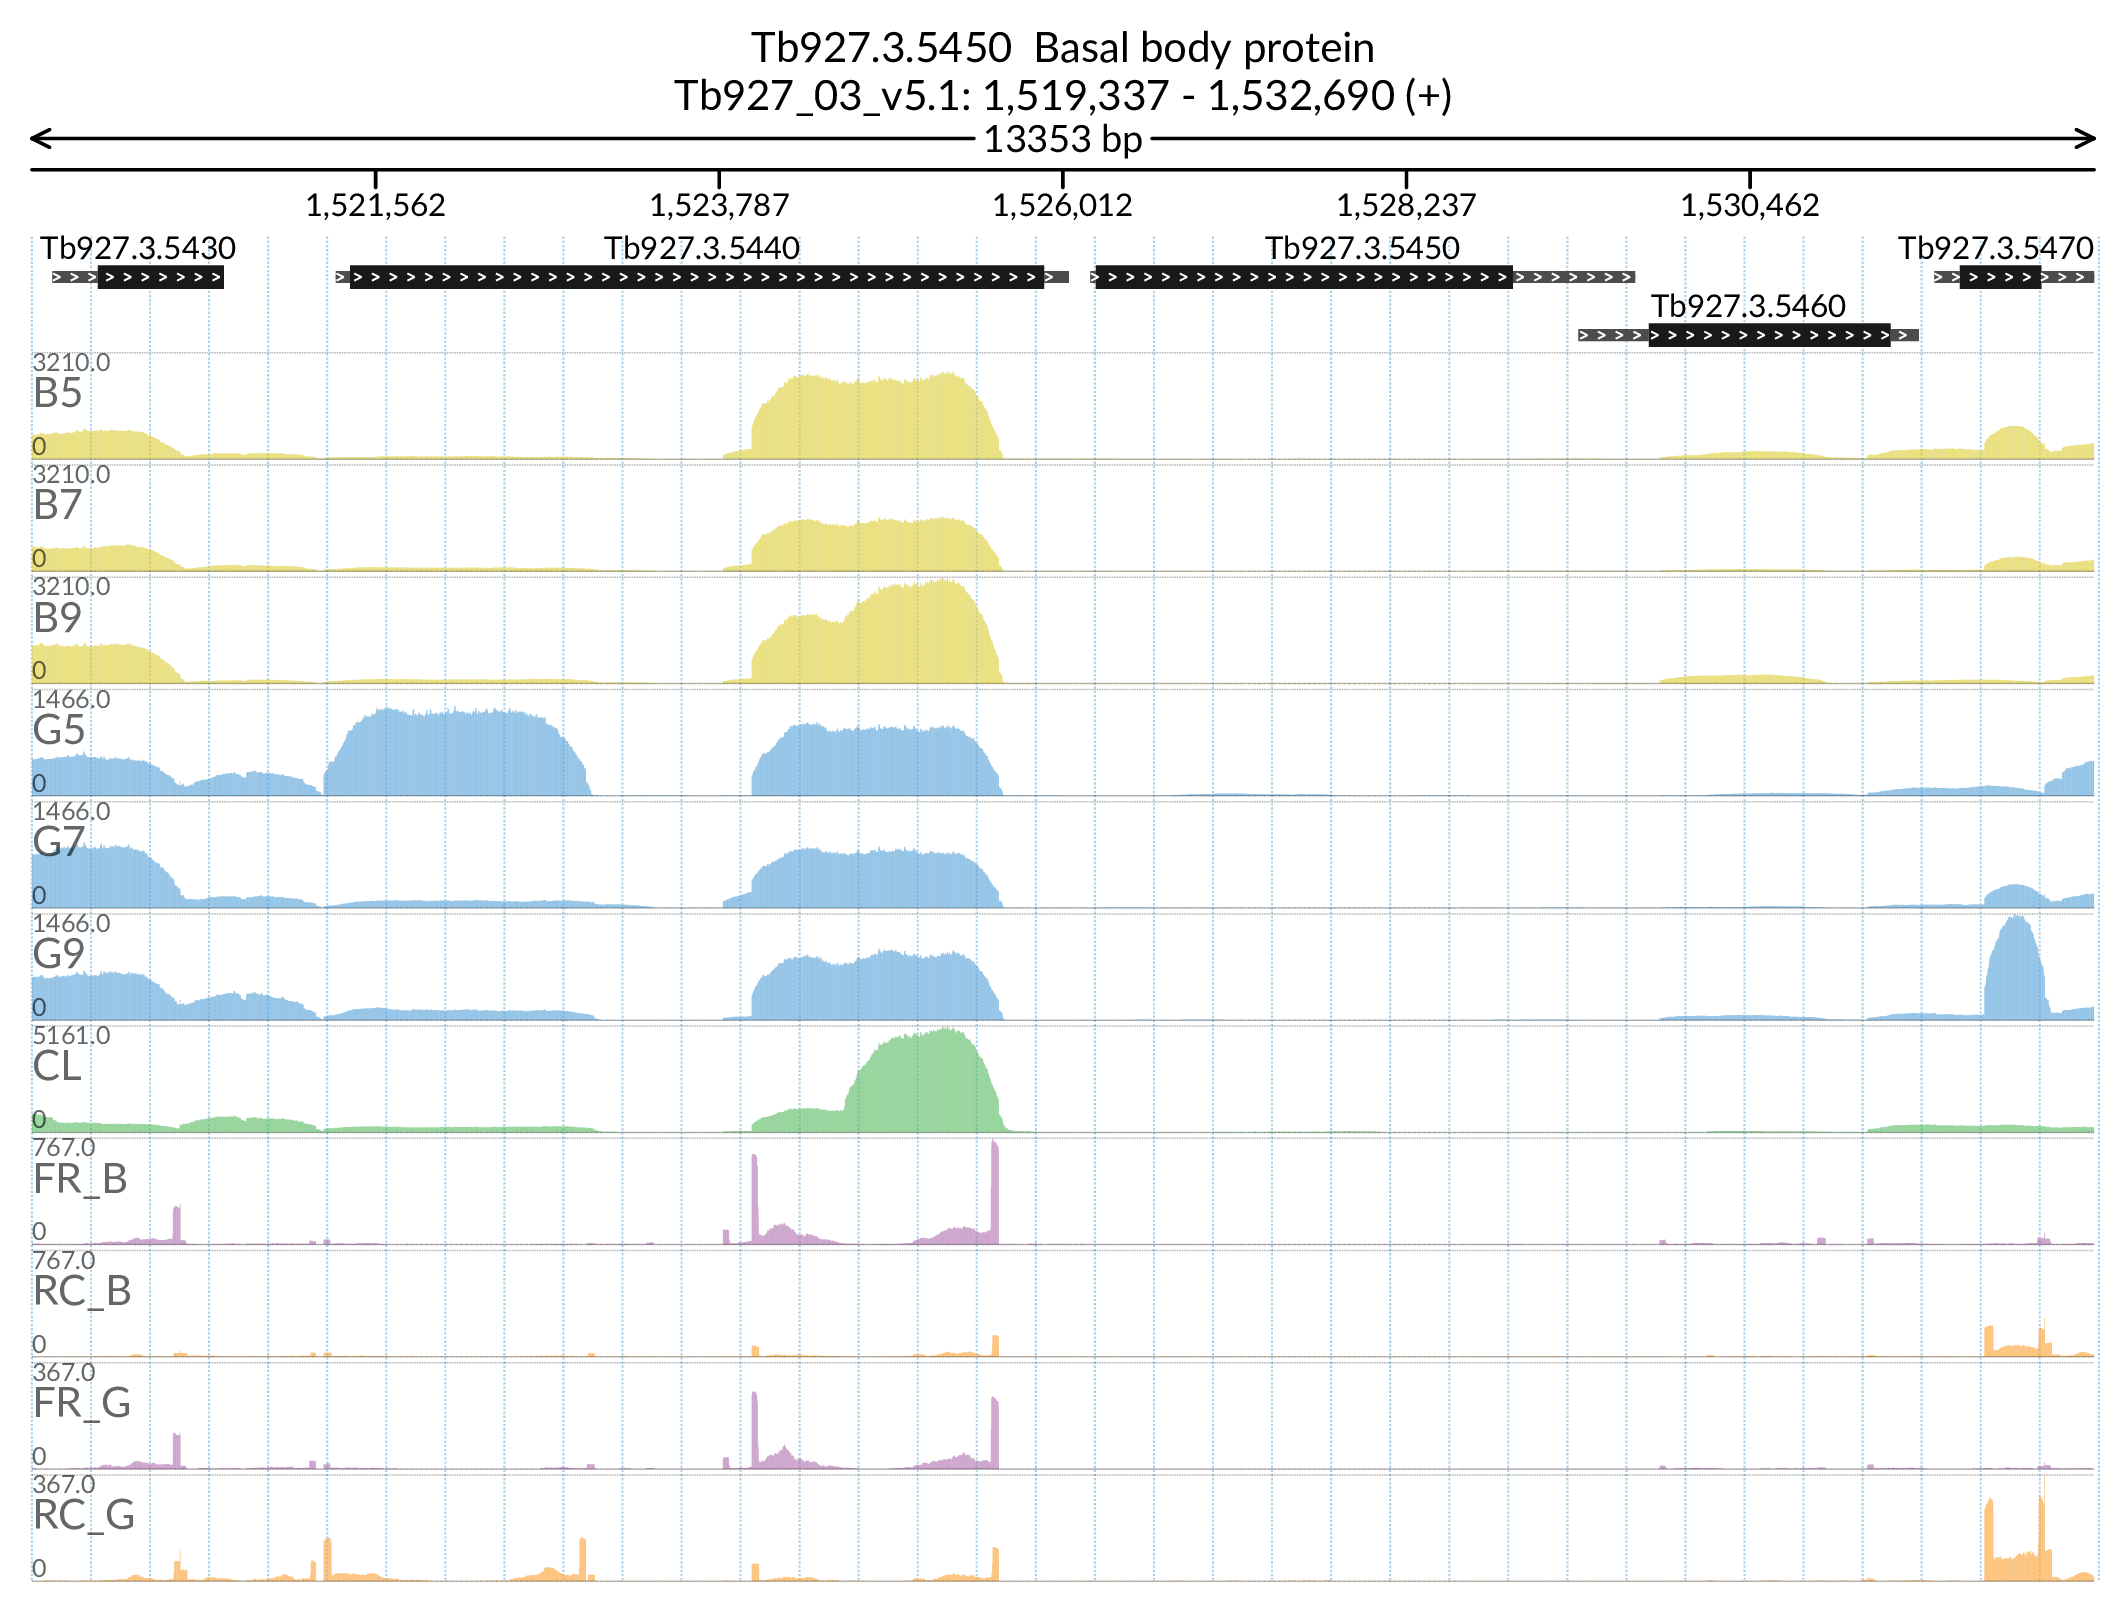 Tb927.3.5450 Basal body protein
Tb927_03_v5.1: 1,519,337 - 1,532,690 (+)
13353 bp
1,521,562 1,523,787 1,526,012 1,528,237 1,530,462
Tb927.3.5430 Tb927.3.5440 Tb927.3.5450 Tb927.3.5470
Tb927.3.5460
3210.0
B5
0
3210.0
B7
0
3210.0
B9
0
1466.0
G5
0
1466.0
G7
0
1466.0
G9
0
5161.0
CL
0
767.0
FR_B
0
767.0
RC_B
0
367.0
FR_G
0
367.0
RC_G
0